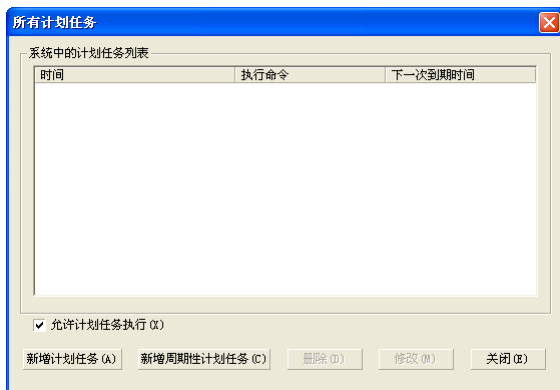 所有计划任务
系统中的计划任务列表
时间 执行命令 下一次到期时间
允许计划任务执行(X)
新增计划任务(A) 新增周期性计划任务(C) 删除(D) 修改(M) 关闭(E)